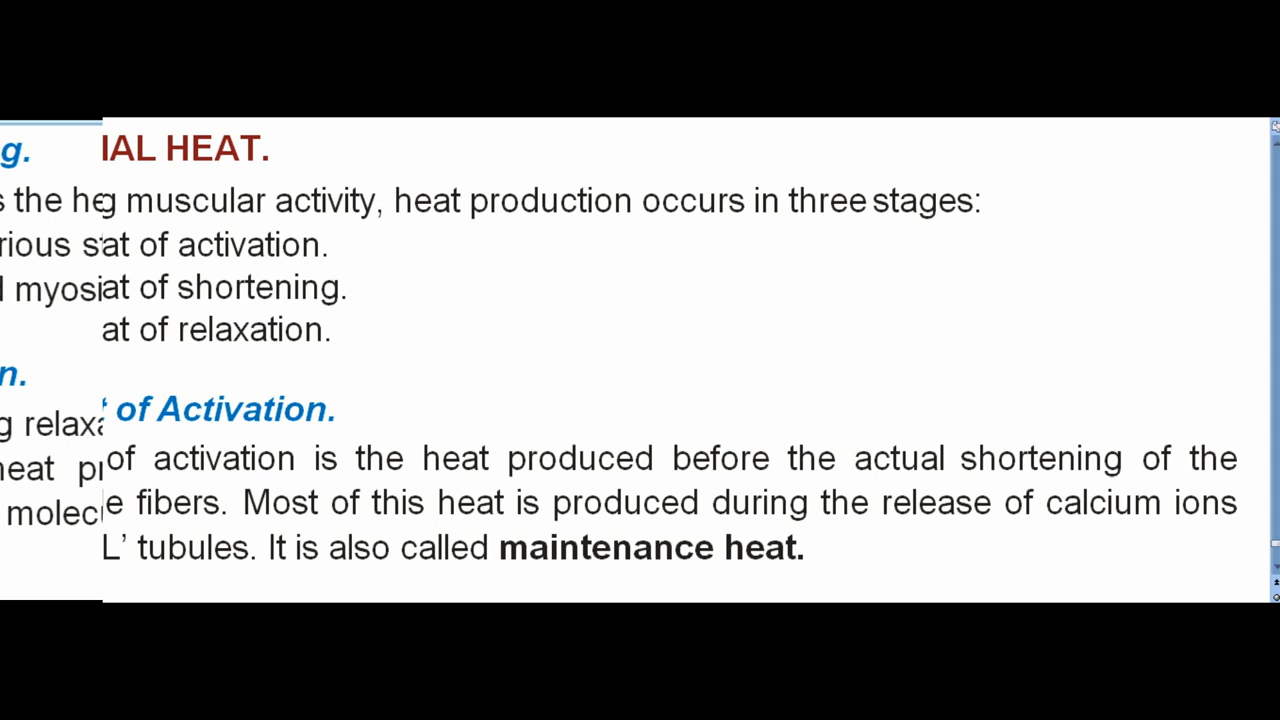 IAL HEAT.
g muscular activity, heat production occurs in three stages:
at of activation.
at of shortening.
at of relaxation.
of Activation.
of activation is the heat produced before the actual shortening of the
e fibers. Most of this heat is produced during the release of calcium ions
L’ tubules. It is also called maintenance heat.
g.
s the he
rious s
myosi
n.
g relaxa
heat pr
molecu